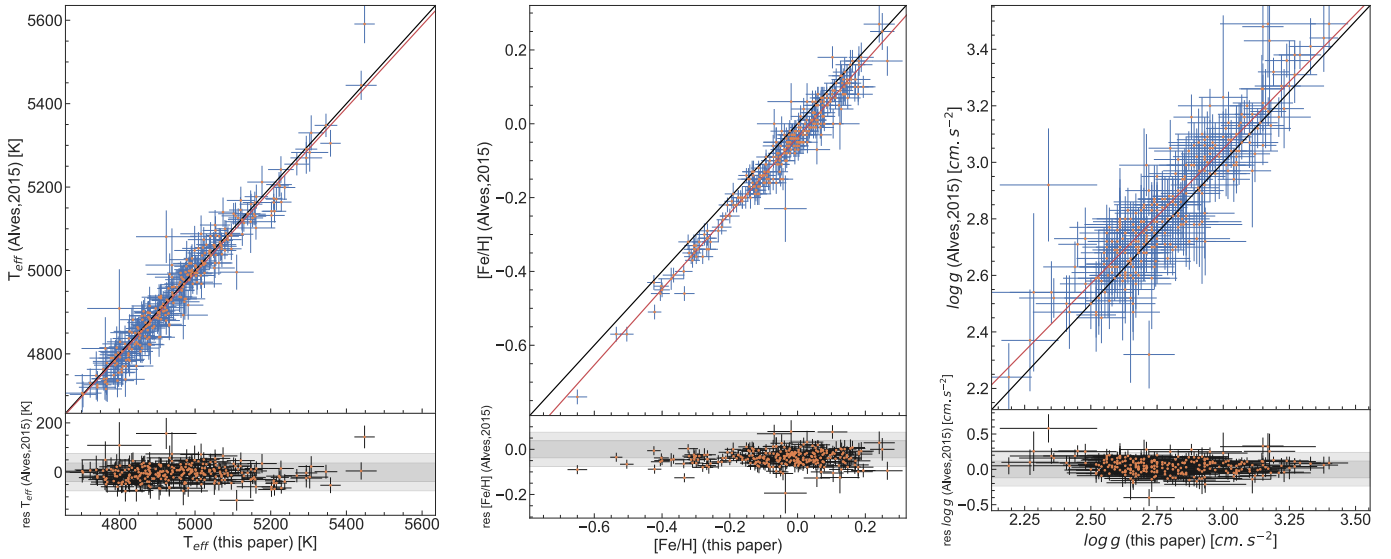 5600
5400
5200
5000
4800
T_eff (Alves,2015) [K]
200
0
res T_eff (Alves,2015) [K]
4800 5000 5200 5400 5600
T_eff (this paper) [K]
0.2
0.0
−0.2
−0.4
−0.6
[Fe/H] (Alves,2015)
0.0
−0.2
res [Fe/H] (Alves,2015)
−0.6 −0.4 −0.2 0.0 0.2
[Fe/H] (this paper)
3.4
3.2
3.0
2.8
2.6
2.4
2.2
log g (Alves,2015) [cm.s⁻²]
0.5
0.0
−0.5
res log g (Alves,2015) [cm.s⁻²]
2.25 2.50 2.75 3.00 3.25 3.50
log g (this paper) [cm.s⁻²]